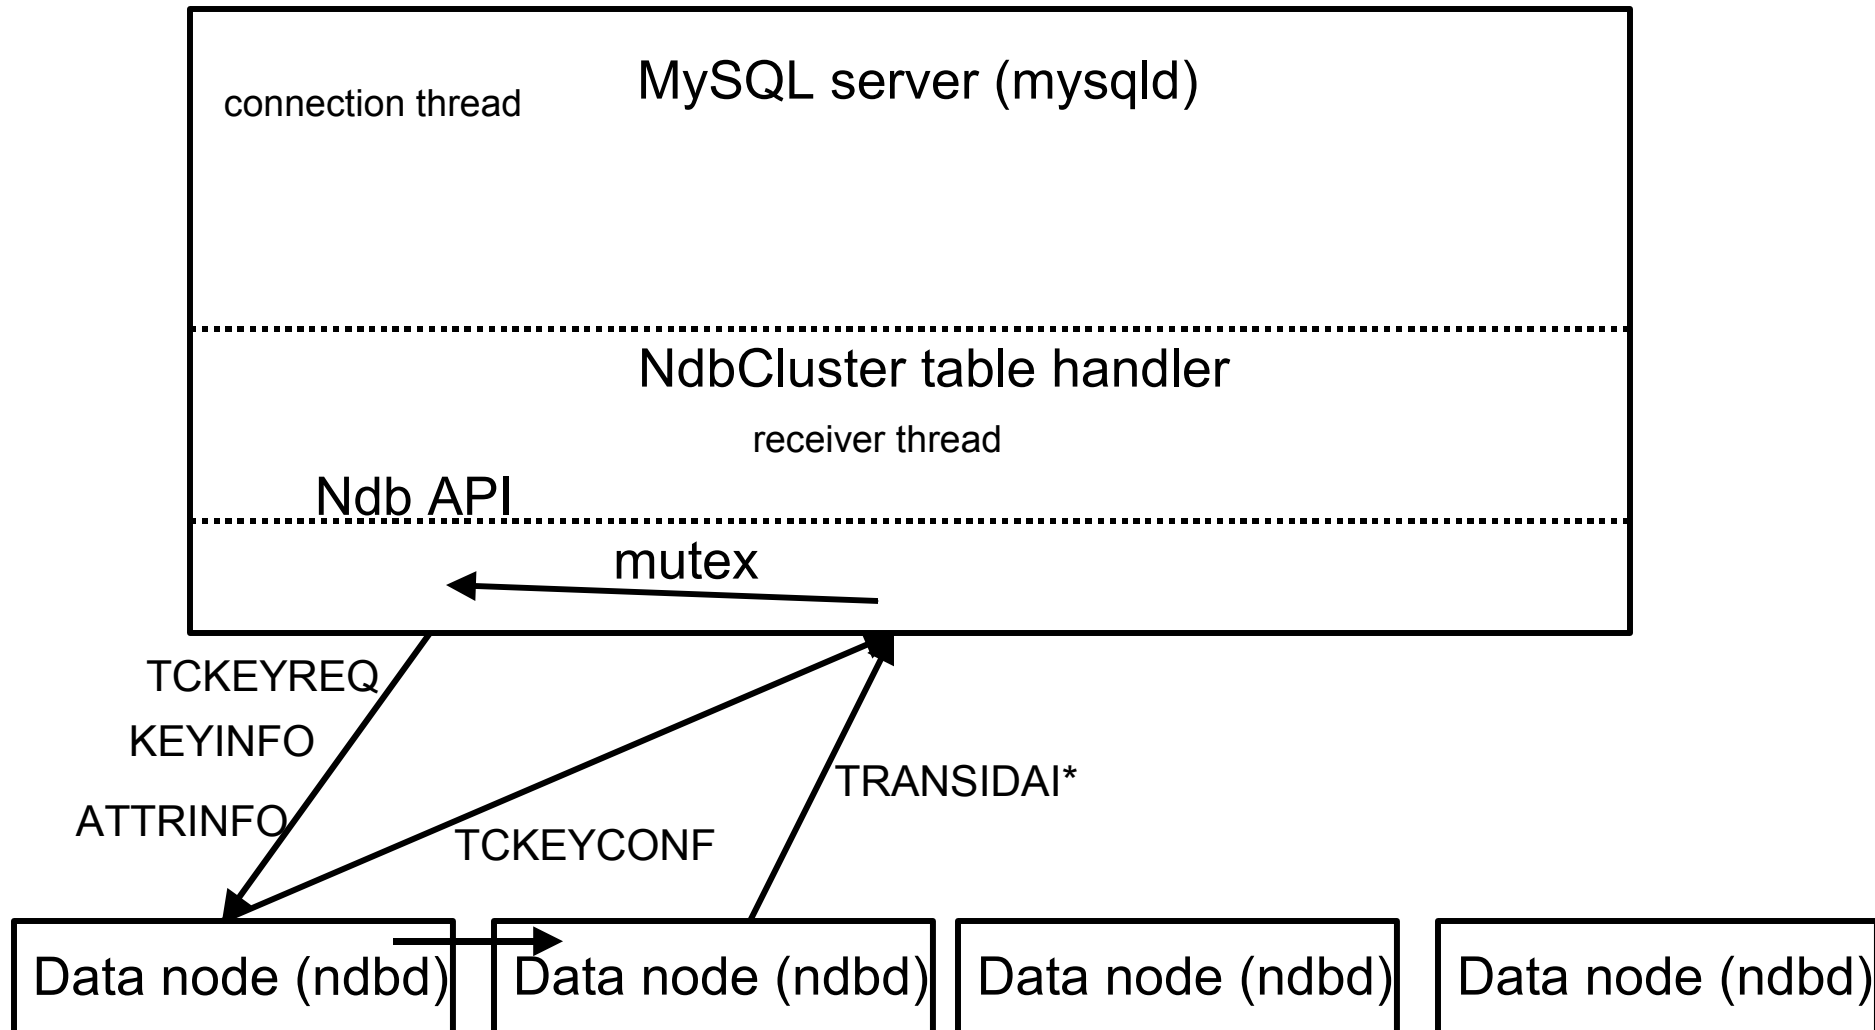 MySQL server (mysqld)
connection thread
NdbCluster table handler
receiver thread
Ndb API
mutex
TCKEYREQ
KEYINFO
TRANSIDAI*
ATTRINFO
TCKEYCONF
Data node (ndbd)
Data node (ndbd)
Data node (ndbd)
Data node (ndbd)